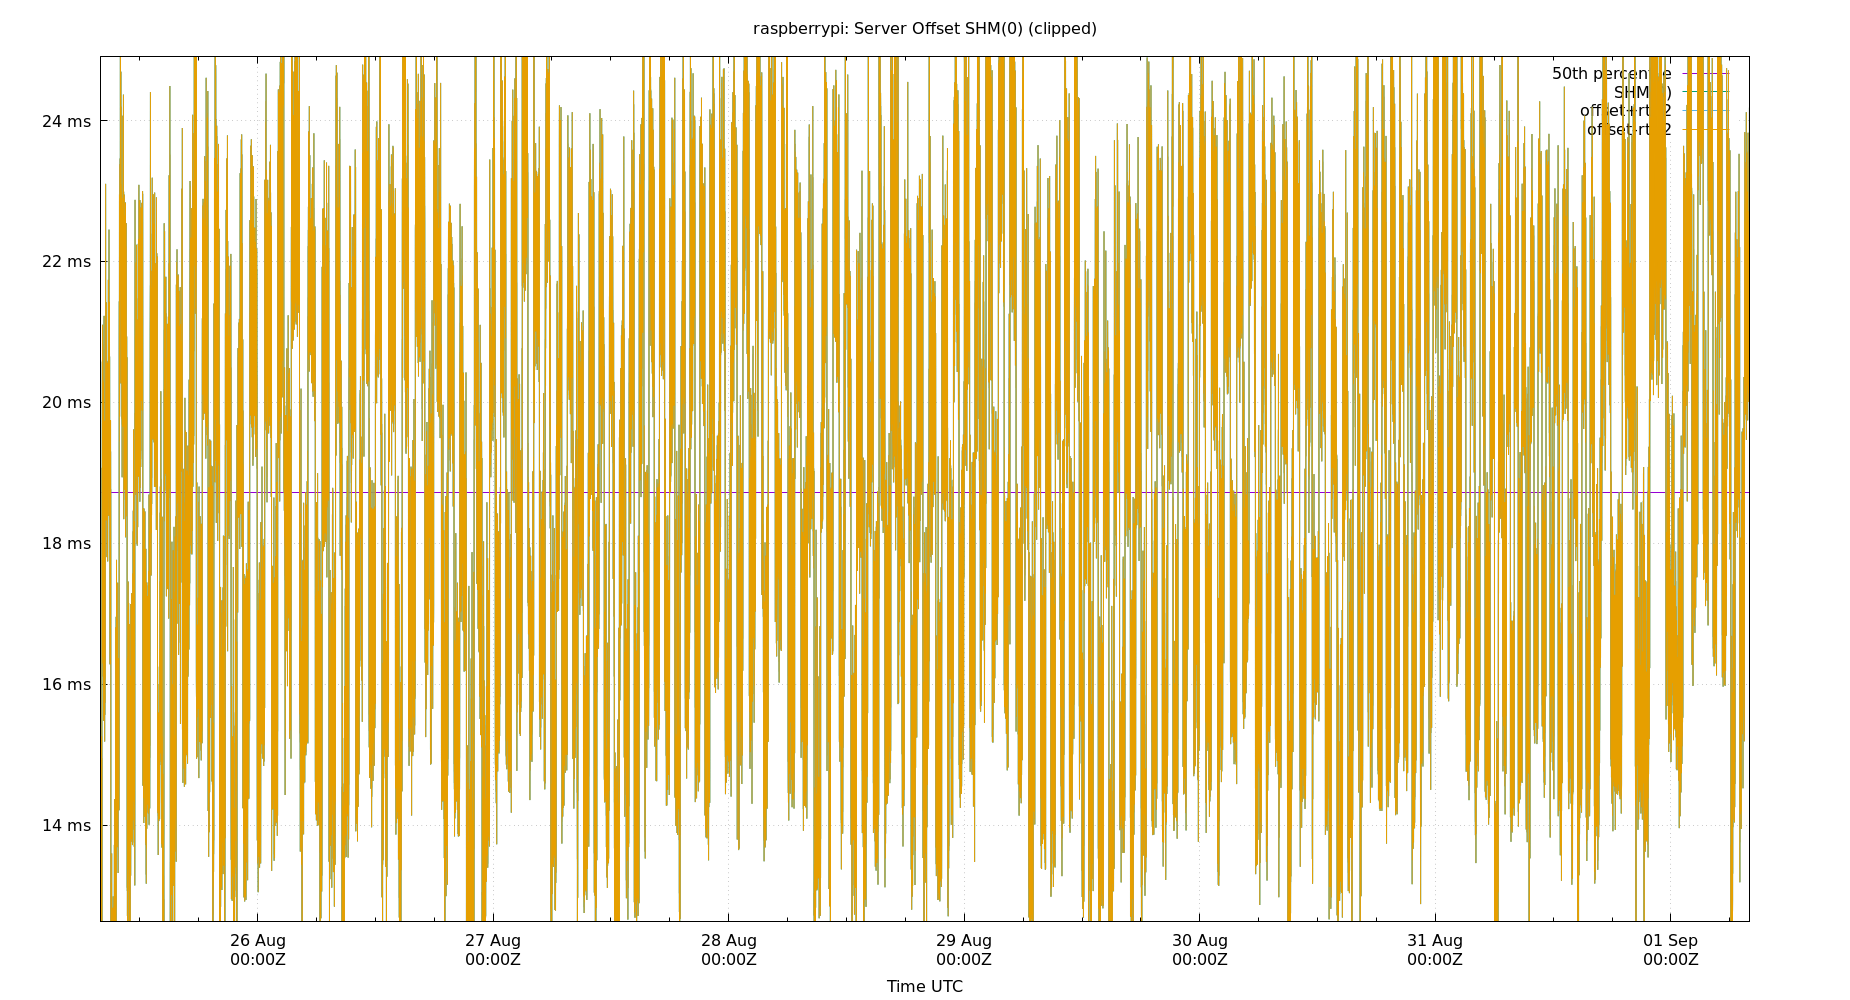 raspberrypi: Server Offset SHM(0) (clipped)
24 ms
22 ms
20 ms
18 ms
16 ms
14 ms
50th
26 Aug
00:00Z
27 Aug
00:00Z
28 Aug
00:00Z
29 Aug
00:00Z
30 Aug
00:00Z
31 Aug
00:00Z
01 Sep
00:00Z
Time UTC